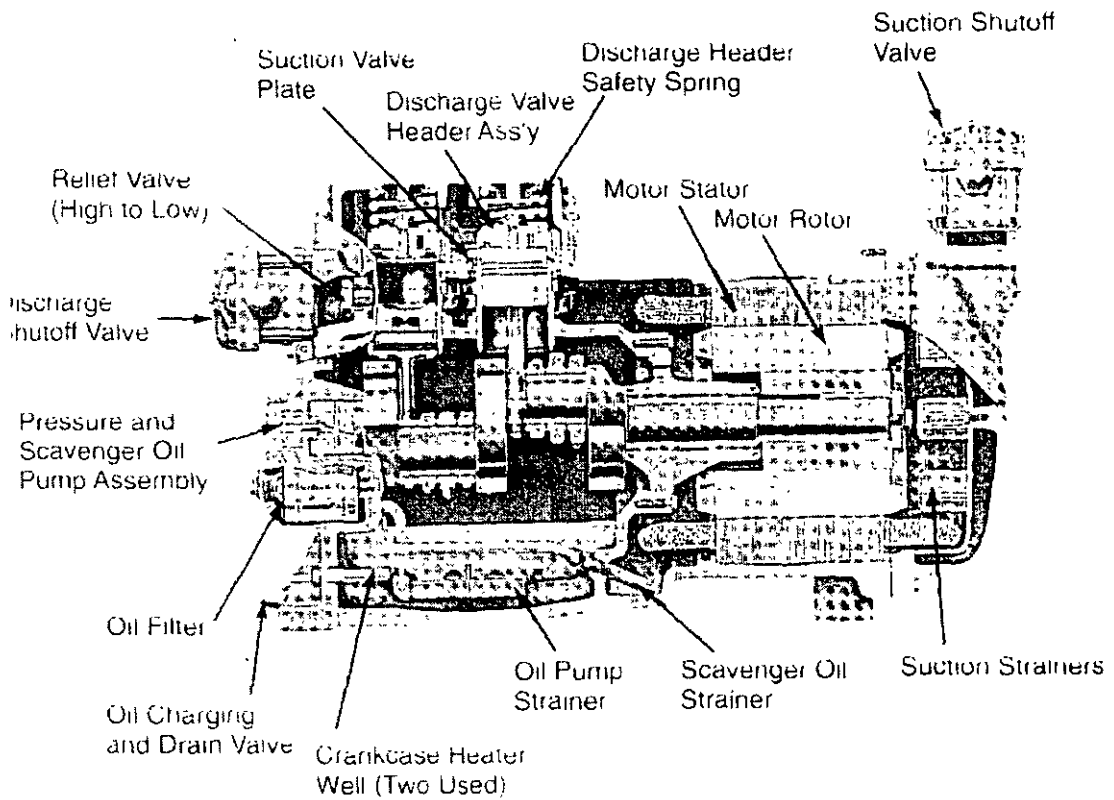 Suction Shutoff
Valve
Suction Valve
Plate
Discharge Header
Safety Spring
Discharge Valve
Header Ass'y
Relief Valve
(High to Low)
Motor Stator
Motor Rotor
Discharge
Shutoff Valve
Pressure and
Scavenger Oil
Pump Assembly
Oil Filter
Oil Pump
Strainer
Scavenger Oil
Strainer
Suction Strainers
Oil Charging
and Drain Valve
Crankcase Heater
Well (Two Used)